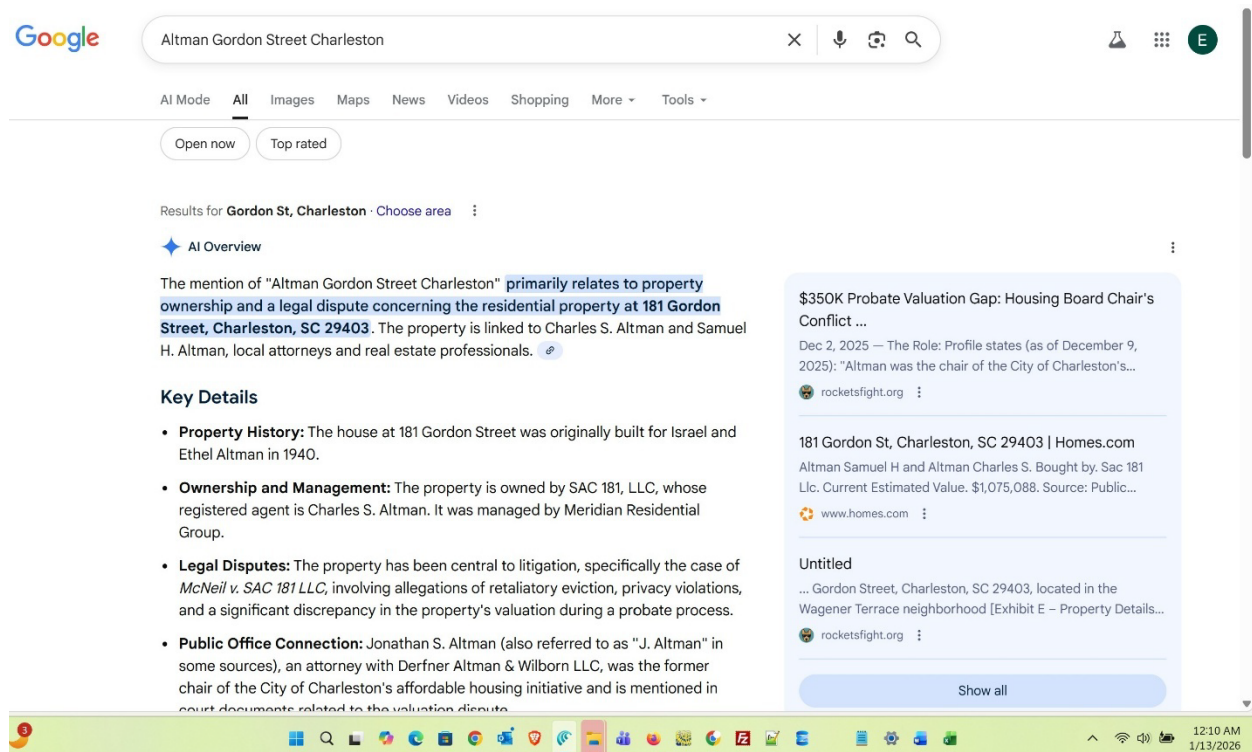 Google
Altman Gordon Street Charleston
E
AI Mode All Images Maps News Videos Shopping More Tools
Open now Top rated
Results for Gordon St, Charleston · Choose area
AI Overview
The mention of "Altman Gordon Street Charleston" primarily relates to property
ownership and a legal dispute concerning the residential property at 181 Gordon
Street, Charleston, SC 29403. The property is linked to Charles S. Altman and Samuel
H. Altman, local attorneys and real estate professionals.
Key Details
• Property History: The house at 181 Gordon Street was originally built for Israel and
Ethel Altman in 1940.
• Ownership and Management: The property is owned by SAC 181, LLC, whose
registered agent is Charles S. Altman. It was managed by Meridian Residential
Group.
• Legal Disputes: The property has been central to litigation, specifically the case of
McNeil v. SAC 181 LLC, involving allegations of retaliatory eviction, privacy violations,
and a significant discrepancy in the property's valuation during a probate process.
• Public Office Connection: Jonathan S. Altman (also referred to as "J. Altman" in
some sources), an attorney with Derfner Altman & Wilborn LLC, was the former
chair of the City of Charleston's affordable housing initiative and is mentioned in
court documents related to the valuation dispute.
$350K Probate Valuation Gap: Housing Board Chair's
Conflict ...
Dec 2, 2025 — The Role: Profile states (as of December 9,
2025): "Altman was the chair of the City of Charleston's...
rocketsfight.org
181 Gordon St, Charleston, SC 29403 | Homes.com
Altman Samuel H and Altman Charles S. Bought by. Sac 181
Llc. Current Estimated Value. $1,075,088. Source: Public...
www.homes.com
Untitled
... Gordon Street, Charleston, SC 29403, located in the
Wagener Terrace neighborhood [Exhibit E – Property Details...
rocketsfight.org
Show all
3
12:10 AM
1/13/2026